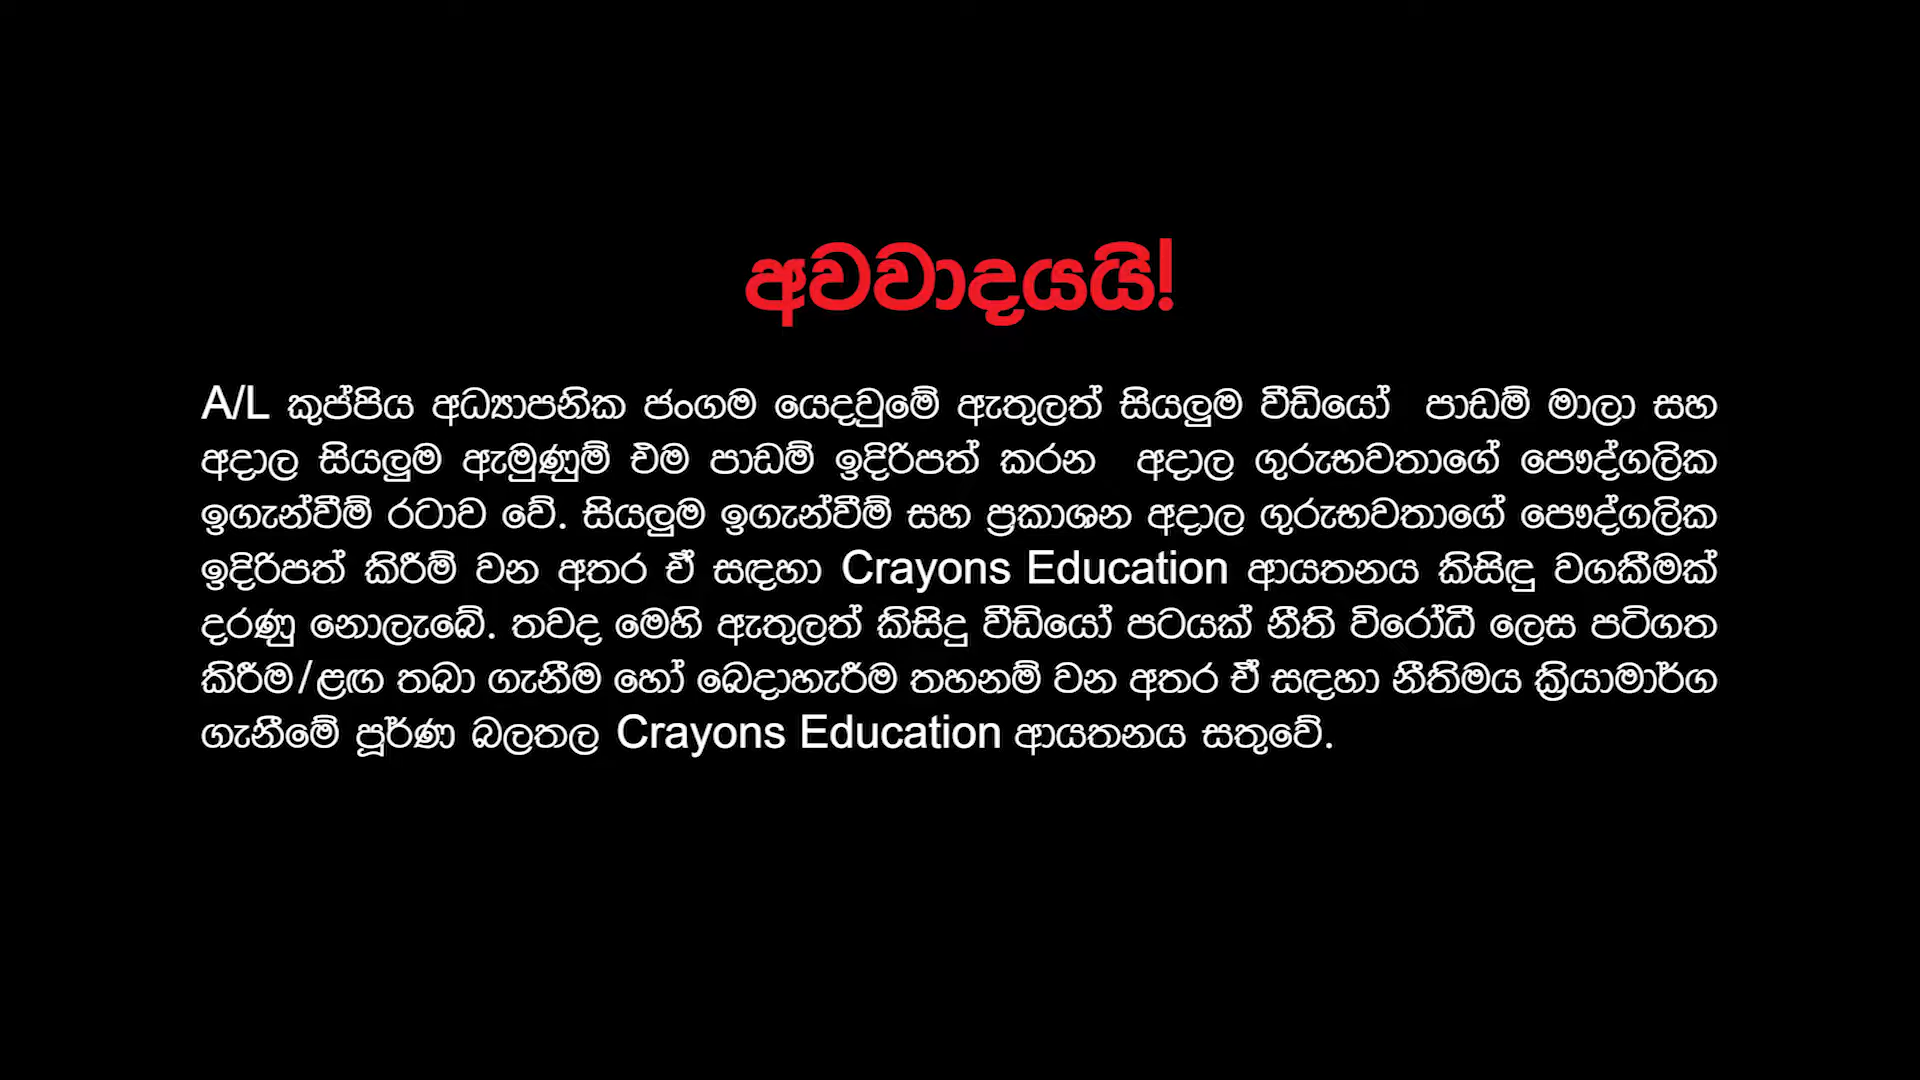 අවවාදයයි!
A/L කුප්පිය අධ්‍යාපනික ජංගම යෙදවුමේ ඇතුලත් සියලුම වීඩියෝ පාඩම් මාලා සහ
අදාල සියලුම ඇමුණුම් එම පාඩම් ඉදිරිපත් කරන අදාල ගුරුභවතාගේ පෞද්ගලික
ඉගැන්වීම් රටාව වේ. සියලුම ඉගැන්වීම් සහ ප්‍රකාශන අදාල ගුරුභවතාගේ පෞද්ගලික
ඉදිරිපත් කිරීම් වන අතර ඒ සඳහා Crayons Education ආයතනය කිසිඳු වගකීමක්
දරණු නොලැබේ. තවද මෙහි ඇතුලත් කිසිදු වීඩියෝ පටයක් නීති විරෝධී ලෙස පටිගත
කිරීම/ළඟ තබා ගැනීම හෝ බෙදාහැරීම තහනම් වන අතර ඒ සඳහා නීතිමය ක්‍රියාමාර්ග
ගැනීමේ පූර්ණ බලතල Crayons Education ආයතනය සතුවේ.